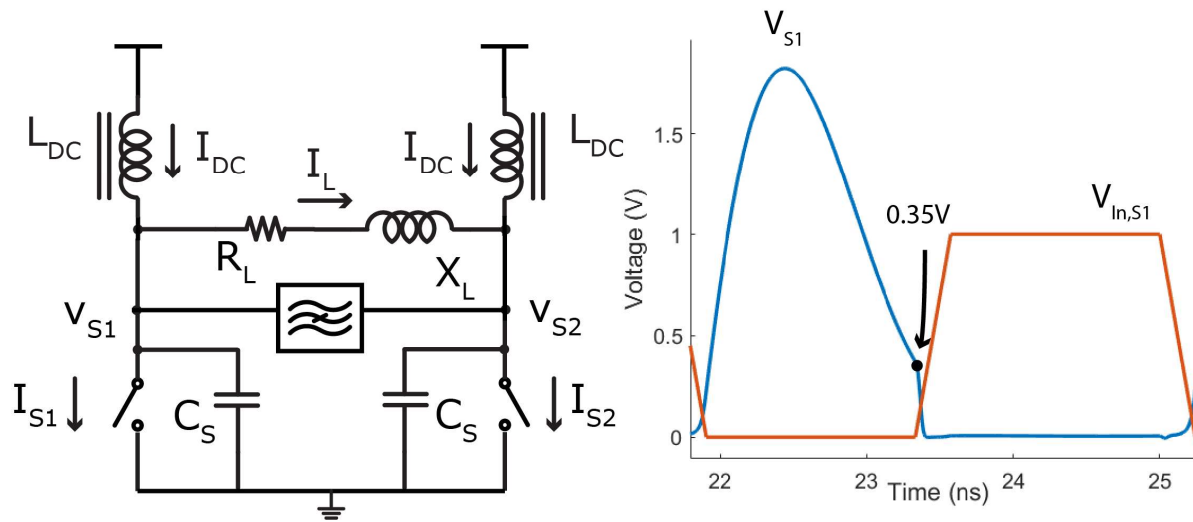 L_DC
I_DC
I_L
I_DC
L_DC
R_L
X_L
v_S1
v_S2
I_S1
C_S
C_S
I_S2
V_S1
0.35V
V_In,S1
Voltage (V)
1.5
1
0.5
0
22
23
24
25
Time (ns)